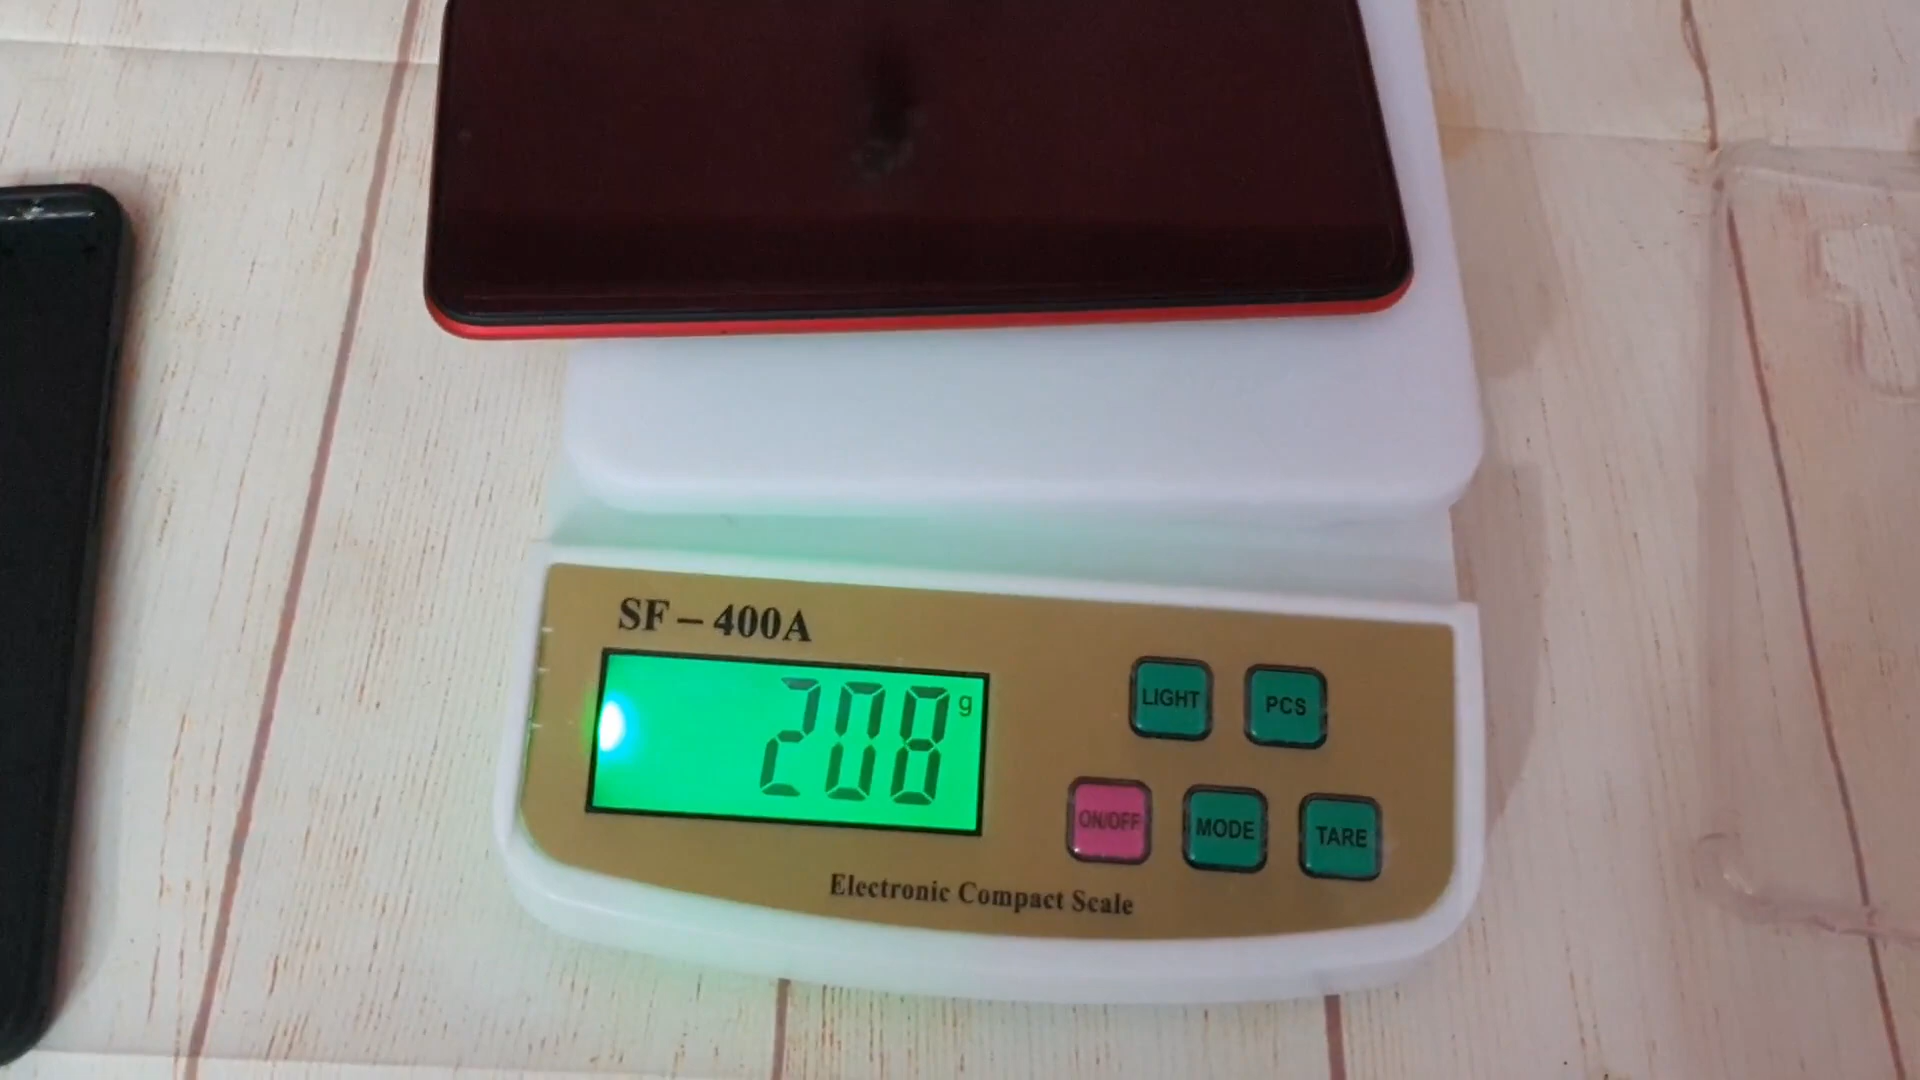 SF-400A
208 g
LIGHT PCS
ON/OFF MODE TARE
Electronic Compact Scale